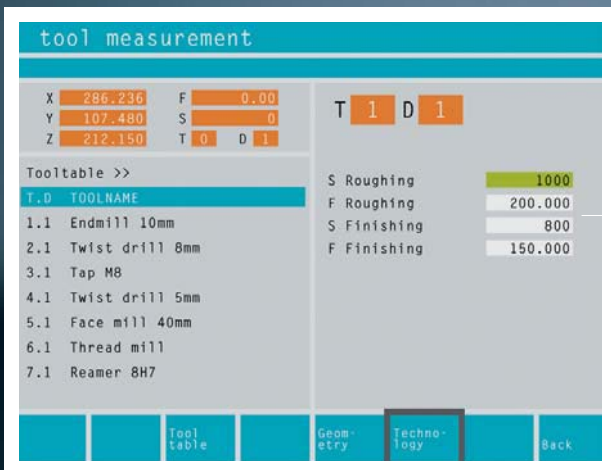 tool measurement
X 286.236 F 0.00
Y 107.480 S 0
Z 212.150 T 0 D 1
T 1 D 1
Tooltable >>
T.D TOOLNAME
1.1 Endmill 10mm
2.1 Twist drill 8mm
3.1 Tap M8
4.1 Twist drill 5mm
5.1 Face mill 40mm
6.1 Thread mill
7.1 Reamer 8H7
S Roughing 1000
F Roughing 200.000
S Finishing 800
F Finishing 150.000
Tool
table
Geom-
etry
Techno-
logy
Back